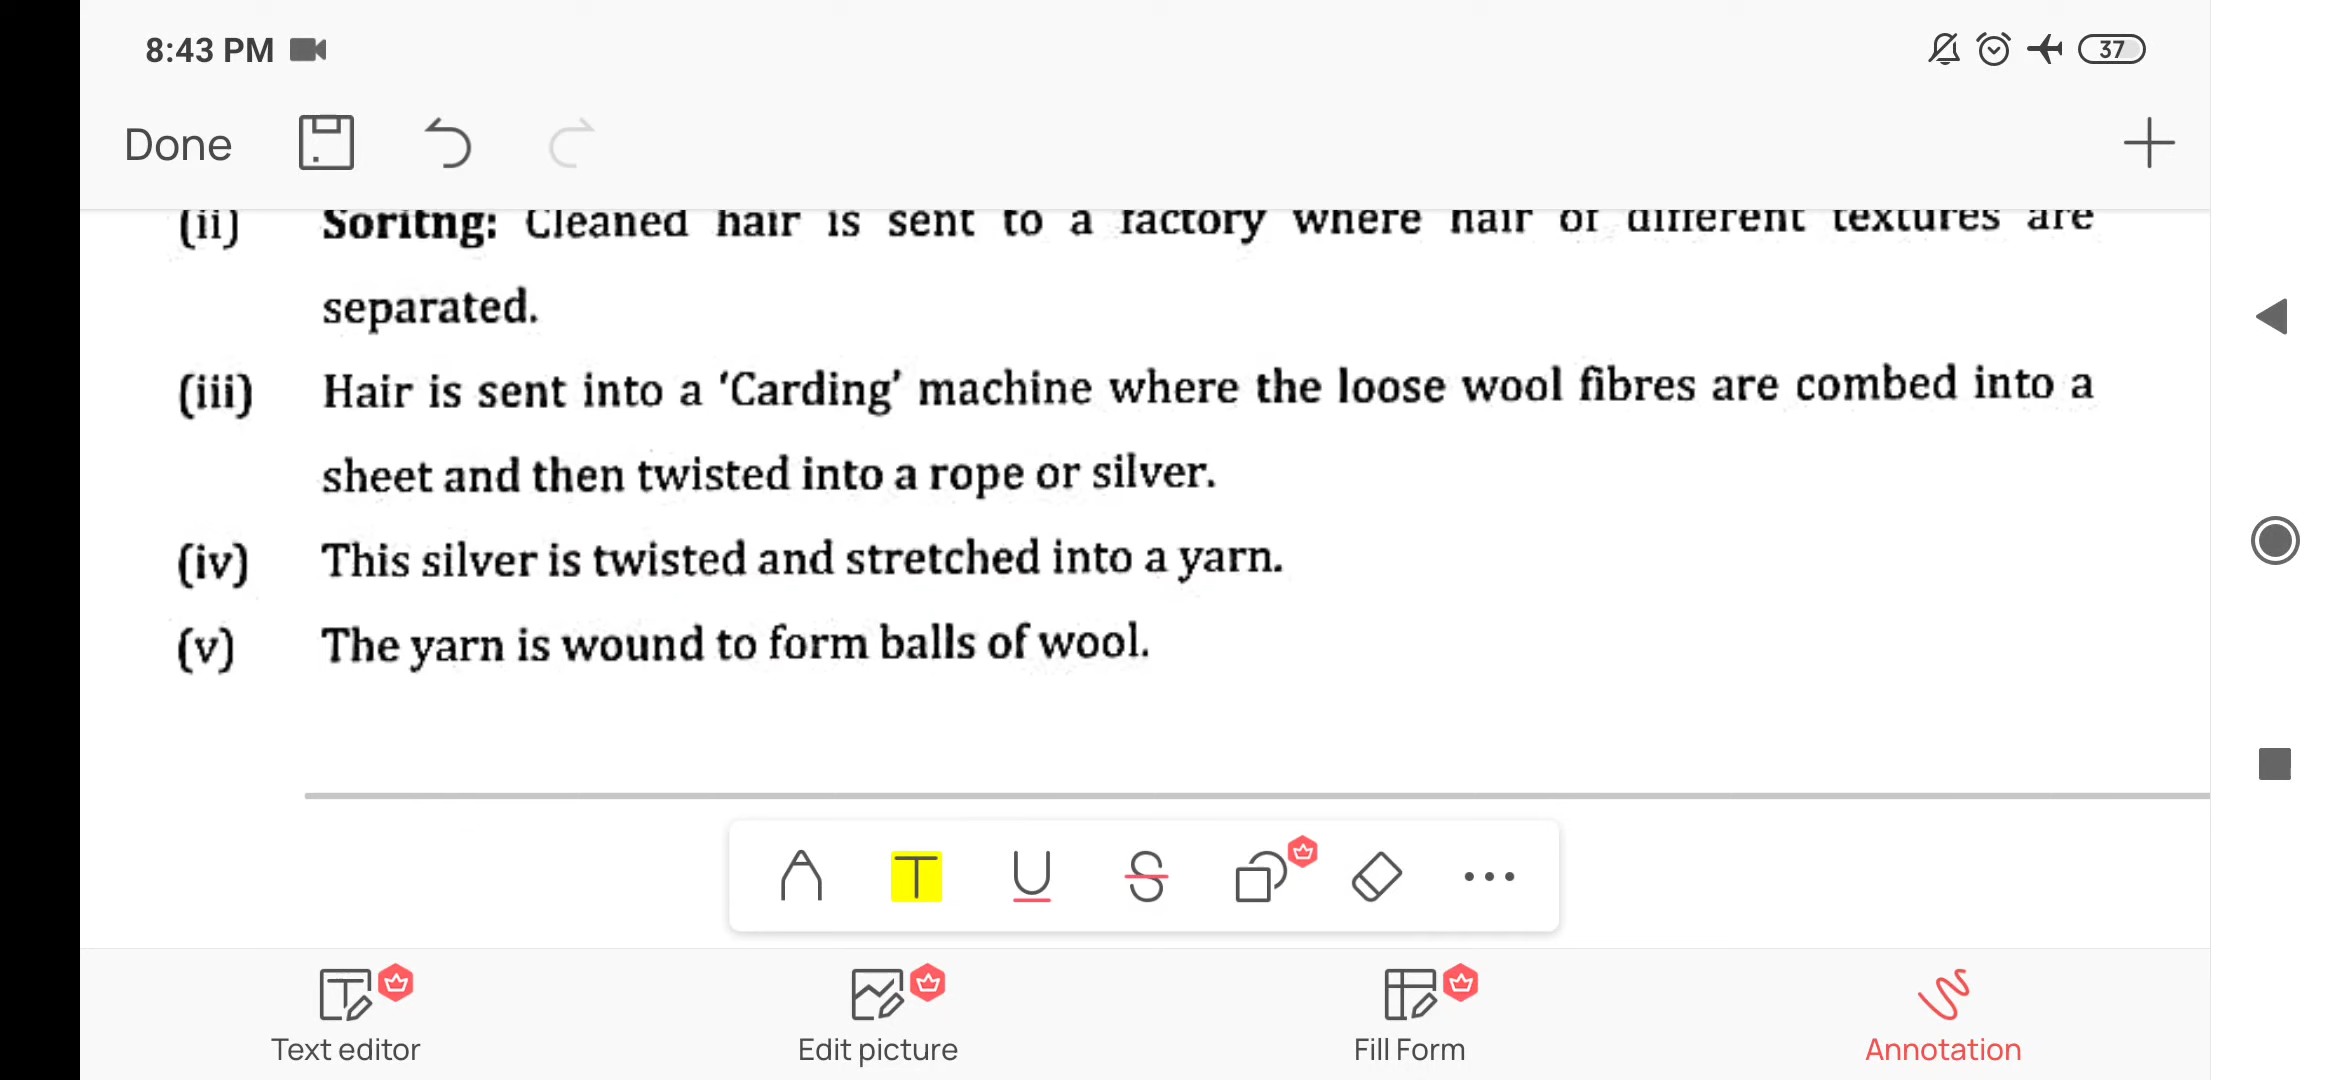 8:43 PM
37
Done
(ii) Soritng: Cleaned hair is sent to a factory where hair of different textures are
separated.
(iii) Hair is sent into a ‘Carding’ machine where the loose wool fibres are combed into a
sheet and then twisted into a rope or silver.
(iv) This silver is twisted and stretched into a yarn.
(v) The yarn is wound to form balls of wool.
Text editor
Edit picture
Fill Form
Annotation